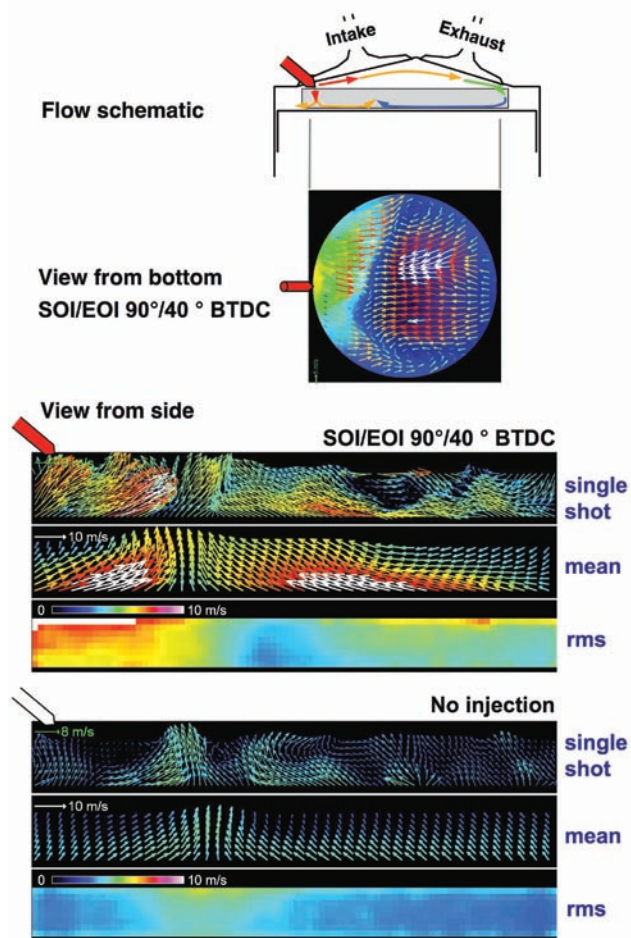 Intake
Exhaust
Flow schematic
View from bottom
SOI/EOI 90°/40 ° BTDC
View from side
SOI/EOI 90°/40 ° BTDC
single
shot
10 m/s
mean
0 10 m/s
rms
No injection
8 m/s
single
shot
10 m/s
mean
0 10 m/s
rms